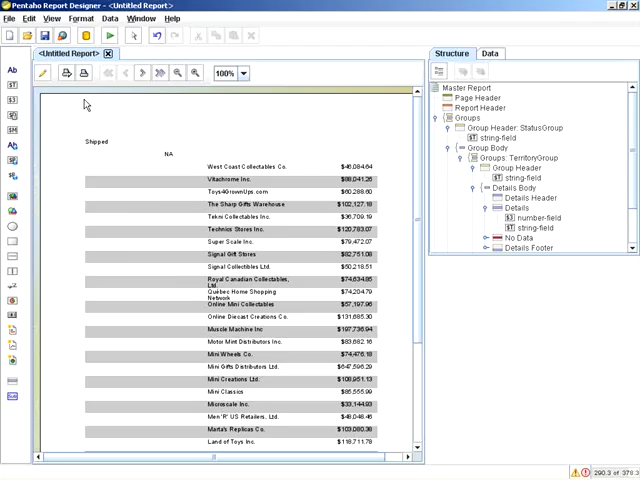 Pentaho Report Designer - <Untitled Report>
File Edit View Format Data Window Help
<Untitled Report>
Structure Data
100%
Ab
Master Report
Page Header
Report Header
Groups
Group Header: StatusGroup
string-field
Group Body
Groups: TerritoryGroup
Group Header
string-field
Details Body
Details Header
Details
number-field
string-field
No Data
Details Footer
Shipped
NA
West Coast Collectables Co. $46,084.64
Vitachrome Inc. $88,041.26
Toys4GrownUps.com $60,288.60
The Sharp Gifts Warehouse $102,127.18
Tekni Collectables Inc. $36,709.19
Technics Stores Inc. $120,783.07
Super Scale Inc. $79,472.07
Signal Gift Stores $82,751.08
Signal Collectibles Ltd. $50,218.51
Royal Canadian Collectables, Ltd. $74,634.85
Québec Home Shopping Network $74,204.79
Online Mini Collectables $57,197.96
Online Diecast Creations Co. $131,685.30
Muscle Machine Inc $197,736.94
Motor Mint Distributors Inc. $83,682.16
Mini Wheels Co. $74,476.18
Mini Gifts Distributors Ltd. $647,596.29
Mini Creations Ltd. $108,951.13
Mini Classics $85,555.99
Microscale Inc. $33,144.93
Men 'R' US Retailers, Ltd. $48,048.46
Marta's Replicas Co. $103,080.38
Land of Toys Inc. $118,711.78
290.3 of 378.3